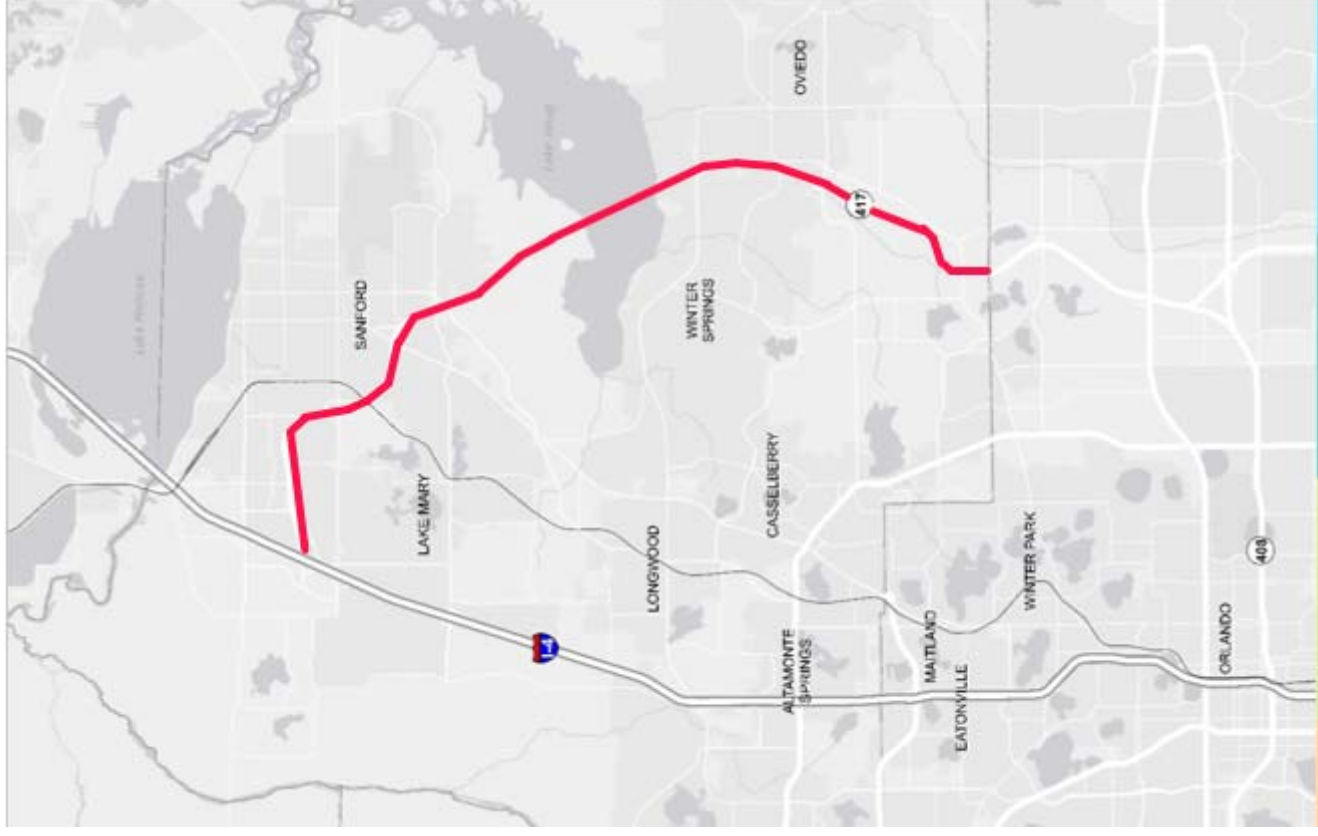 OVIEDO
SANFORD
417
WINTER
SPRINGS
LAKE MARY
CASSELBERRY
LONGWOOD
WINTER PARK
408
I-4
ALTAMONTE
SPRINGS
MAITLAND
EATONVILLE
ORLANDO